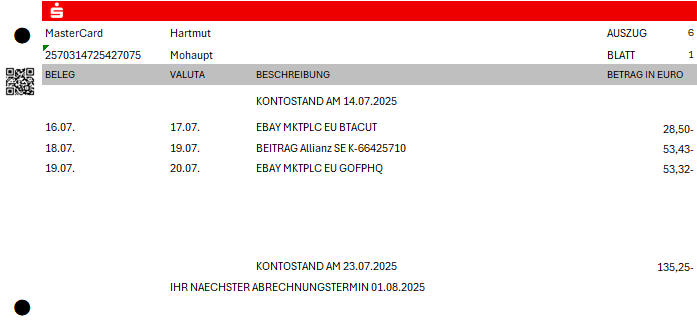 MasterCard Hartmut AUSZUG 6
2570314725427075 Mohaupt BLATT 1
BELEG VALUTA BESCHREIBUNG BETRAG IN EURO
KONTOSTAND AM 14.07.2025
16.07. 17.07. EBAY MKTPLC EU BTACUT 28,50-
18.07. 19.07. BEITRAG Allianz SE K-66425710 53,43-
19.07. 20.07. EBAY MKTPLC EU GOFPHQ 53,32-
KONTOSTAND AM 23.07.2025 135,25-
IHR NAECHSTER ABRECHNUNGSTERMIN 01.08.2025